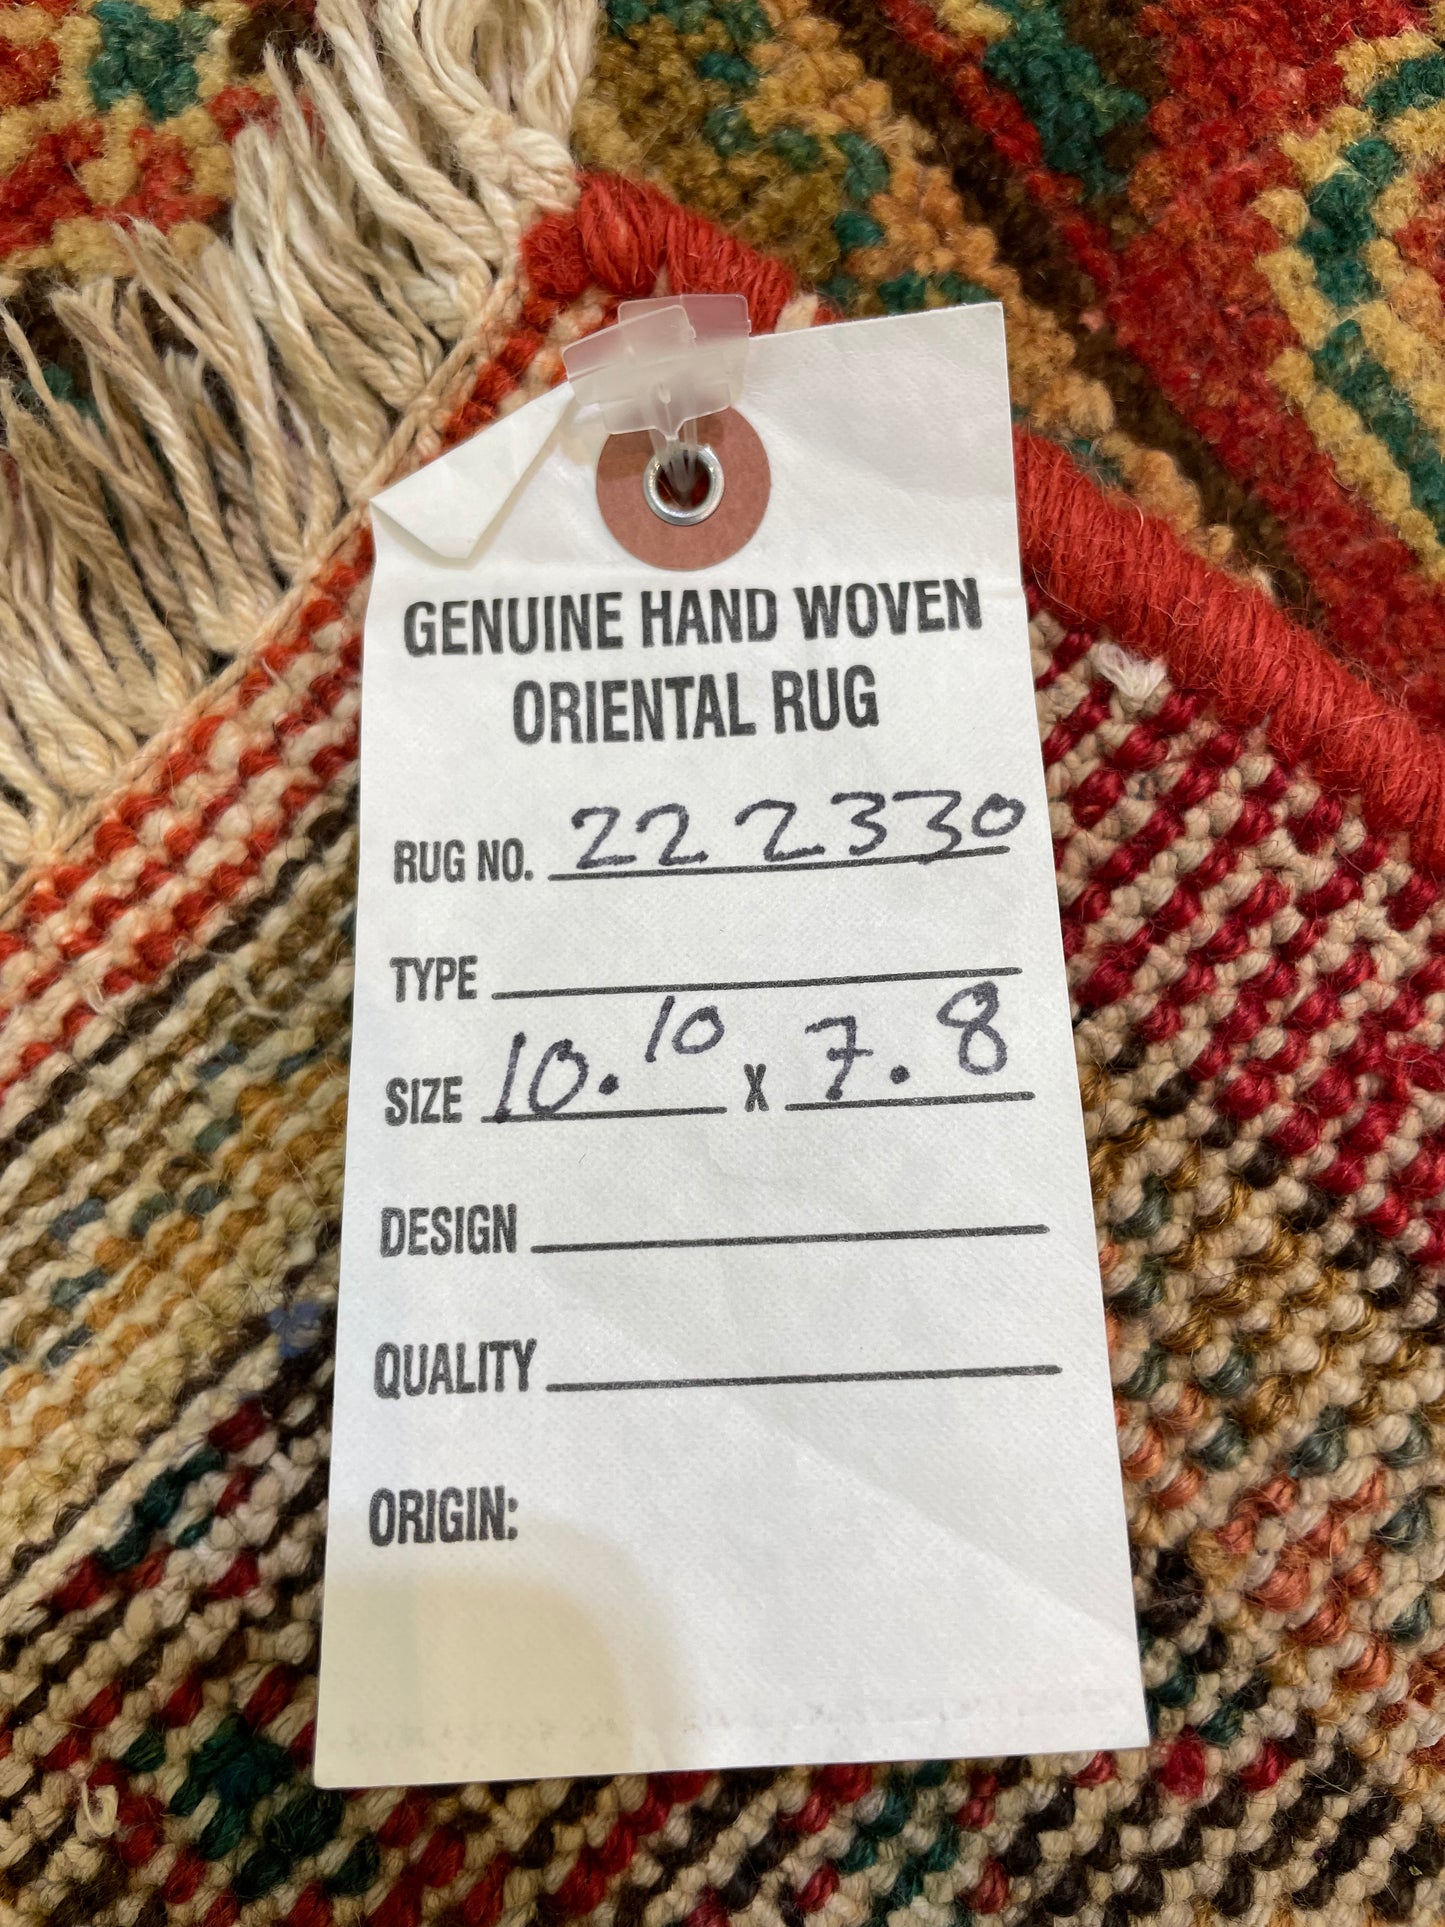 GENUINE HAND WOVEN
ORIENTAL RUG
RUG NO. 222330
TYPE
SIZE 10.10 X 7.8
DESIGN
QUALITY
ORIGIN: